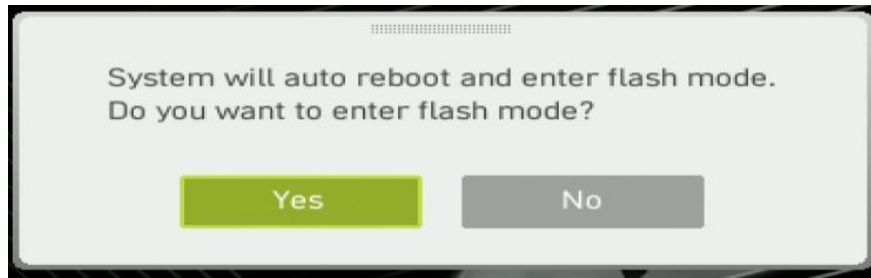 System will auto reboot and enter flash mode.
Do you want to enter flash mode?
Yes
No